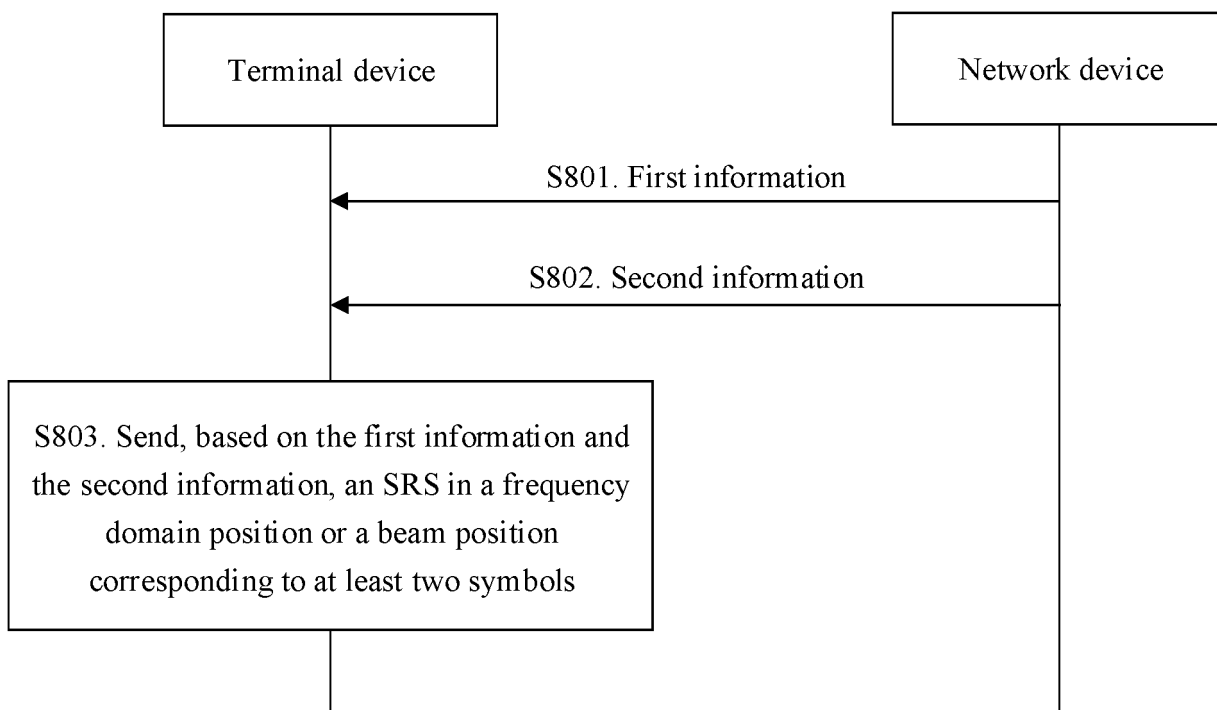 Terminal device
Network device
S801. First information
S802. Second information
S803. Send, based on the first information and
the second information, an SRS in a frequency
domain position or a beam position
corresponding to at least two symbols